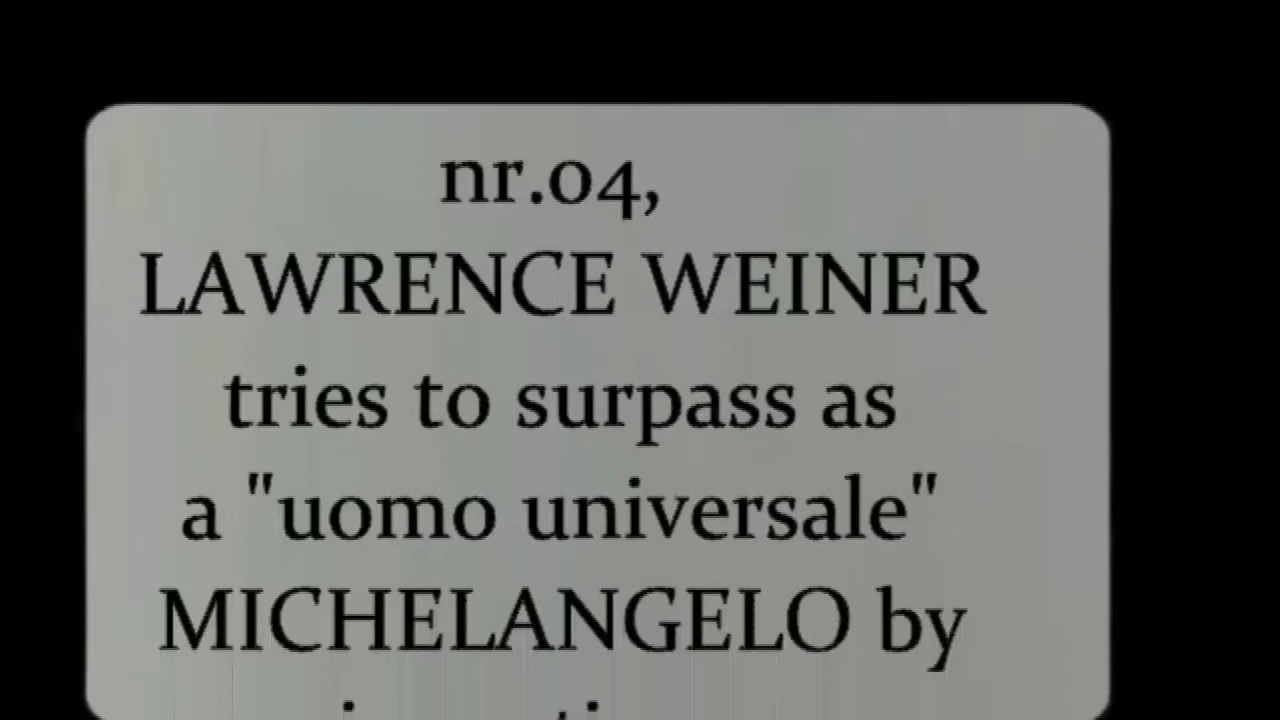 nr.04,
LAWRENCE WEINER
tries to surpass as
a "uomo universale"
MICHELANGELO by